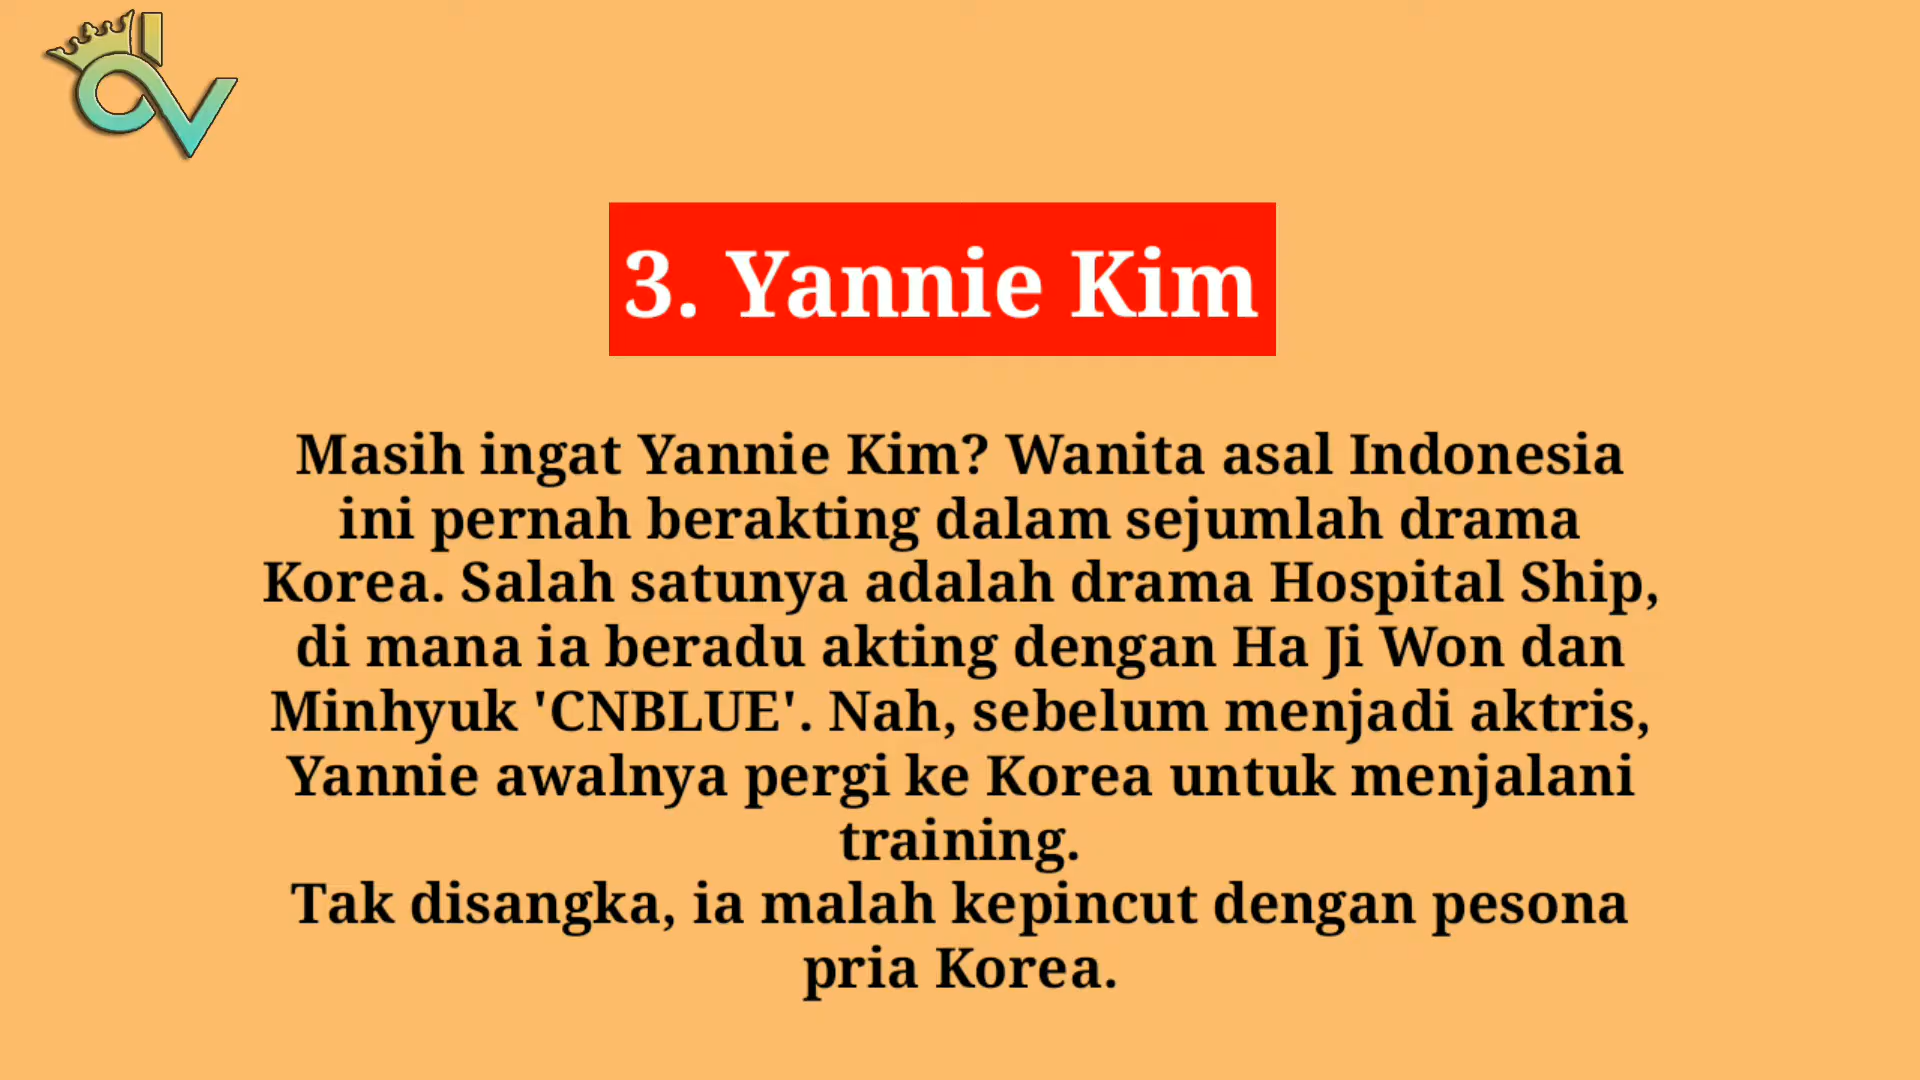 3. Yannie Kim
Masih ingat Yannie Kim? Wanita asal Indonesia
ini pernah berakting dalam sejumlah drama
Korea. Salah satunya adalah drama Hospital Ship,
di mana ia beradu akting dengan Ha Ji Won dan
Minhyuk 'CNBLUE'. Nah, sebelum menjadi aktris,
Yannie awalnya pergi ke Korea untuk menjalani
training.
Tak disangka, ia malah kepincut dengan pesona
pria Korea.